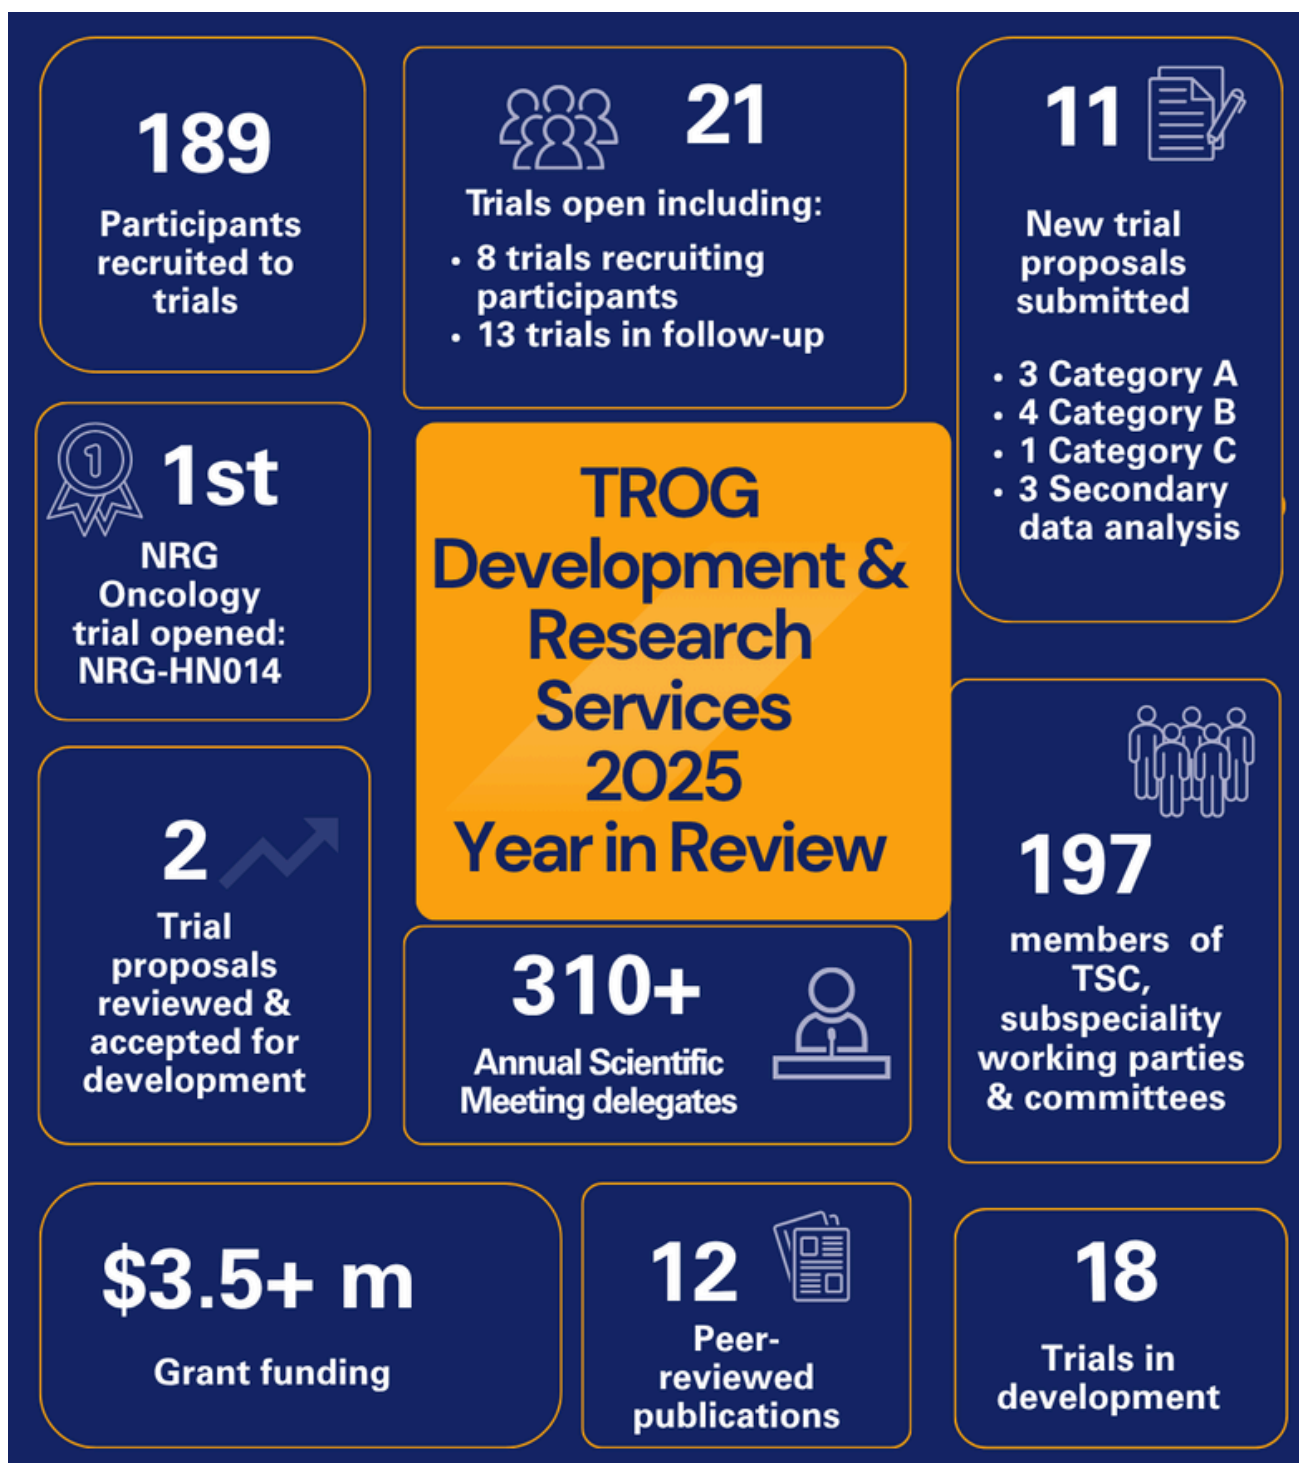 189
Participants
recruited to
trials
21
Trials open including:
• 8 trials recruiting
participants
• 13 trials in follow-up
11
New trial
proposals
submitted
• 3 Category A
• 4 Category B
• 1 Category C
• 3 Secondary
data analysis
1
1st
NRG
Oncology
trial opened:
NRG-HN014
TROG
Development &
Research
Services
2025
Year in Review
2
Trial
proposals
reviewed &
accepted for
development
310+
Annual Scientific
Meeting delegates
197
members of
TSC,
subspeciality
working parties
& committees
$3.5+ m
Grant funding
12
Peer-
reviewed
publications
18
Trials in
development